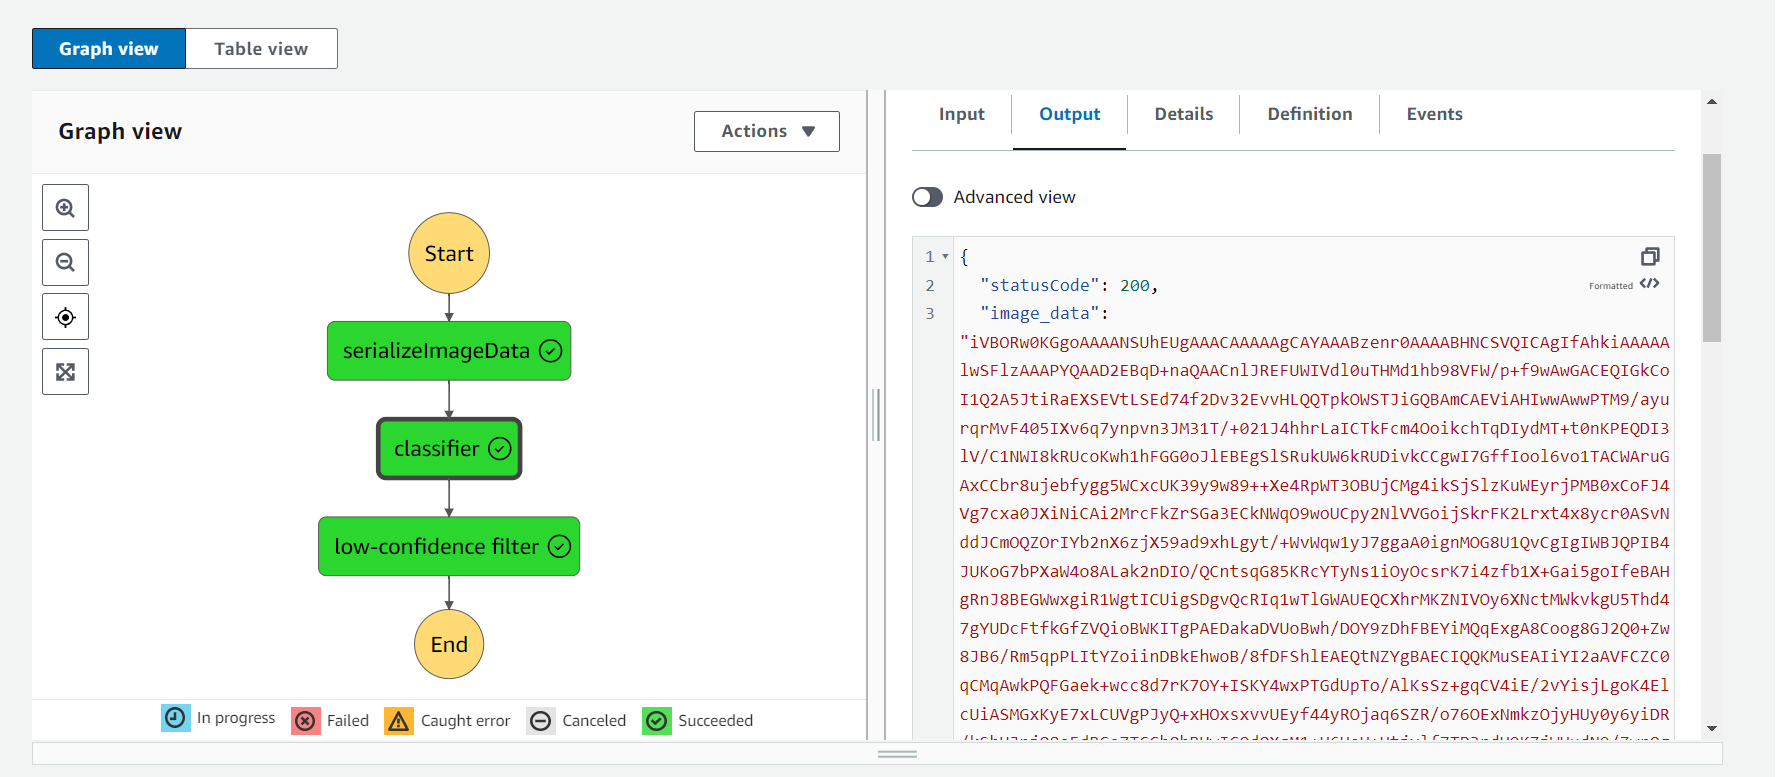 Graph view
Table view
Graph view
Actions
Start
serializeImageData
classifier
low-confidence filter
End
In progress
Failed
Caught error
Canceled
Succeeded
Input
Output
Details
Definition
Events
Advanced view
Formatted
1 {
2 "statusCode": 200,
3 "image_data":
"iVBORw0KGgoAAAANSUhEUgAAACAAAAAgCAYAAABzenr0AAAABHNCSVQICAgIfAhkiAAAAA
lwSFlzAAAPYQAAD2EBqD+naQAACnlJREFUWIVdl0uTHMd1hb98VFW/p+f9wAwGACEQIGkCo
I1Q2A5JtiRaEXSEVtLSEd74f2Dv32EvvHLQQTpkOWSTJiGQBAmCAEViAHIwwAwwPTM9/ayu
rqrMvF405IXv6q7ynpvn3JM31T/+021J4hhrLaICTkFcm4OoikchTqDIydMT+t0nKPEQDI3
lV/C1NWI8kRUcoKwh1hFGG0oJlEBEgSlSRukUW6kRUDivkCCgwI7GffIool6vo1TACWAruG
AxCCbr8ujebfygg5WCxcUK39y9w89++Xe4RpWT3OBUjCMg4ikSjSlzKuWEyrjPMB0xCoFJ4
Vg7cxa0JXiNiCAi2MrcFkZrSGa3ECkNWqO9woUCpy2NlVVGoijSkrFK2Lrxt4x8ycr0ASvN
ddJCmOQZOrIYb2nX6zjX59ad9xhLgyt/+WvWqw1yJ7ggaA0ignMOG8U1QvCgIgIWBJQPIB4
JUKoG7bPXaW4o8ALak2nDIO/QCntsqG85KRcYTyNs1iOyOcsrK7i4zfb1X+Gai5goIfeBAH
gRnJ8BEGWwxgiR1WgtICUigSDgvQcRIq1wTlGWAUEQCXhrMKZNIVOy6XNctMWkvkgU5Thd4
7gYUDcFtfkGfZVQioBWKITgPAEDakaDVUoBwh/DOY9zDhFBEYiMQqExgA8Coog8GJ2Q0+Zw
8JB6/Rm5qpPLItYZoiinDBkEhwoB/8fDFShlEAEQtNZYgBAECIQQKMuSEAIiYI2aAVFCZC0
qCMqAwkPQFGaek+wcc8d7rK7OY+ISKY4wxPTGdUpTo/AlKsSz+gqCV4iE/2vYisjLgoK4El
cUiASMGxKyE7xLCUVgPJyQ+xHOxsxvvUEyf44yROjaq6SZR/o76OExNmkzOjyHUy0y6yiDR